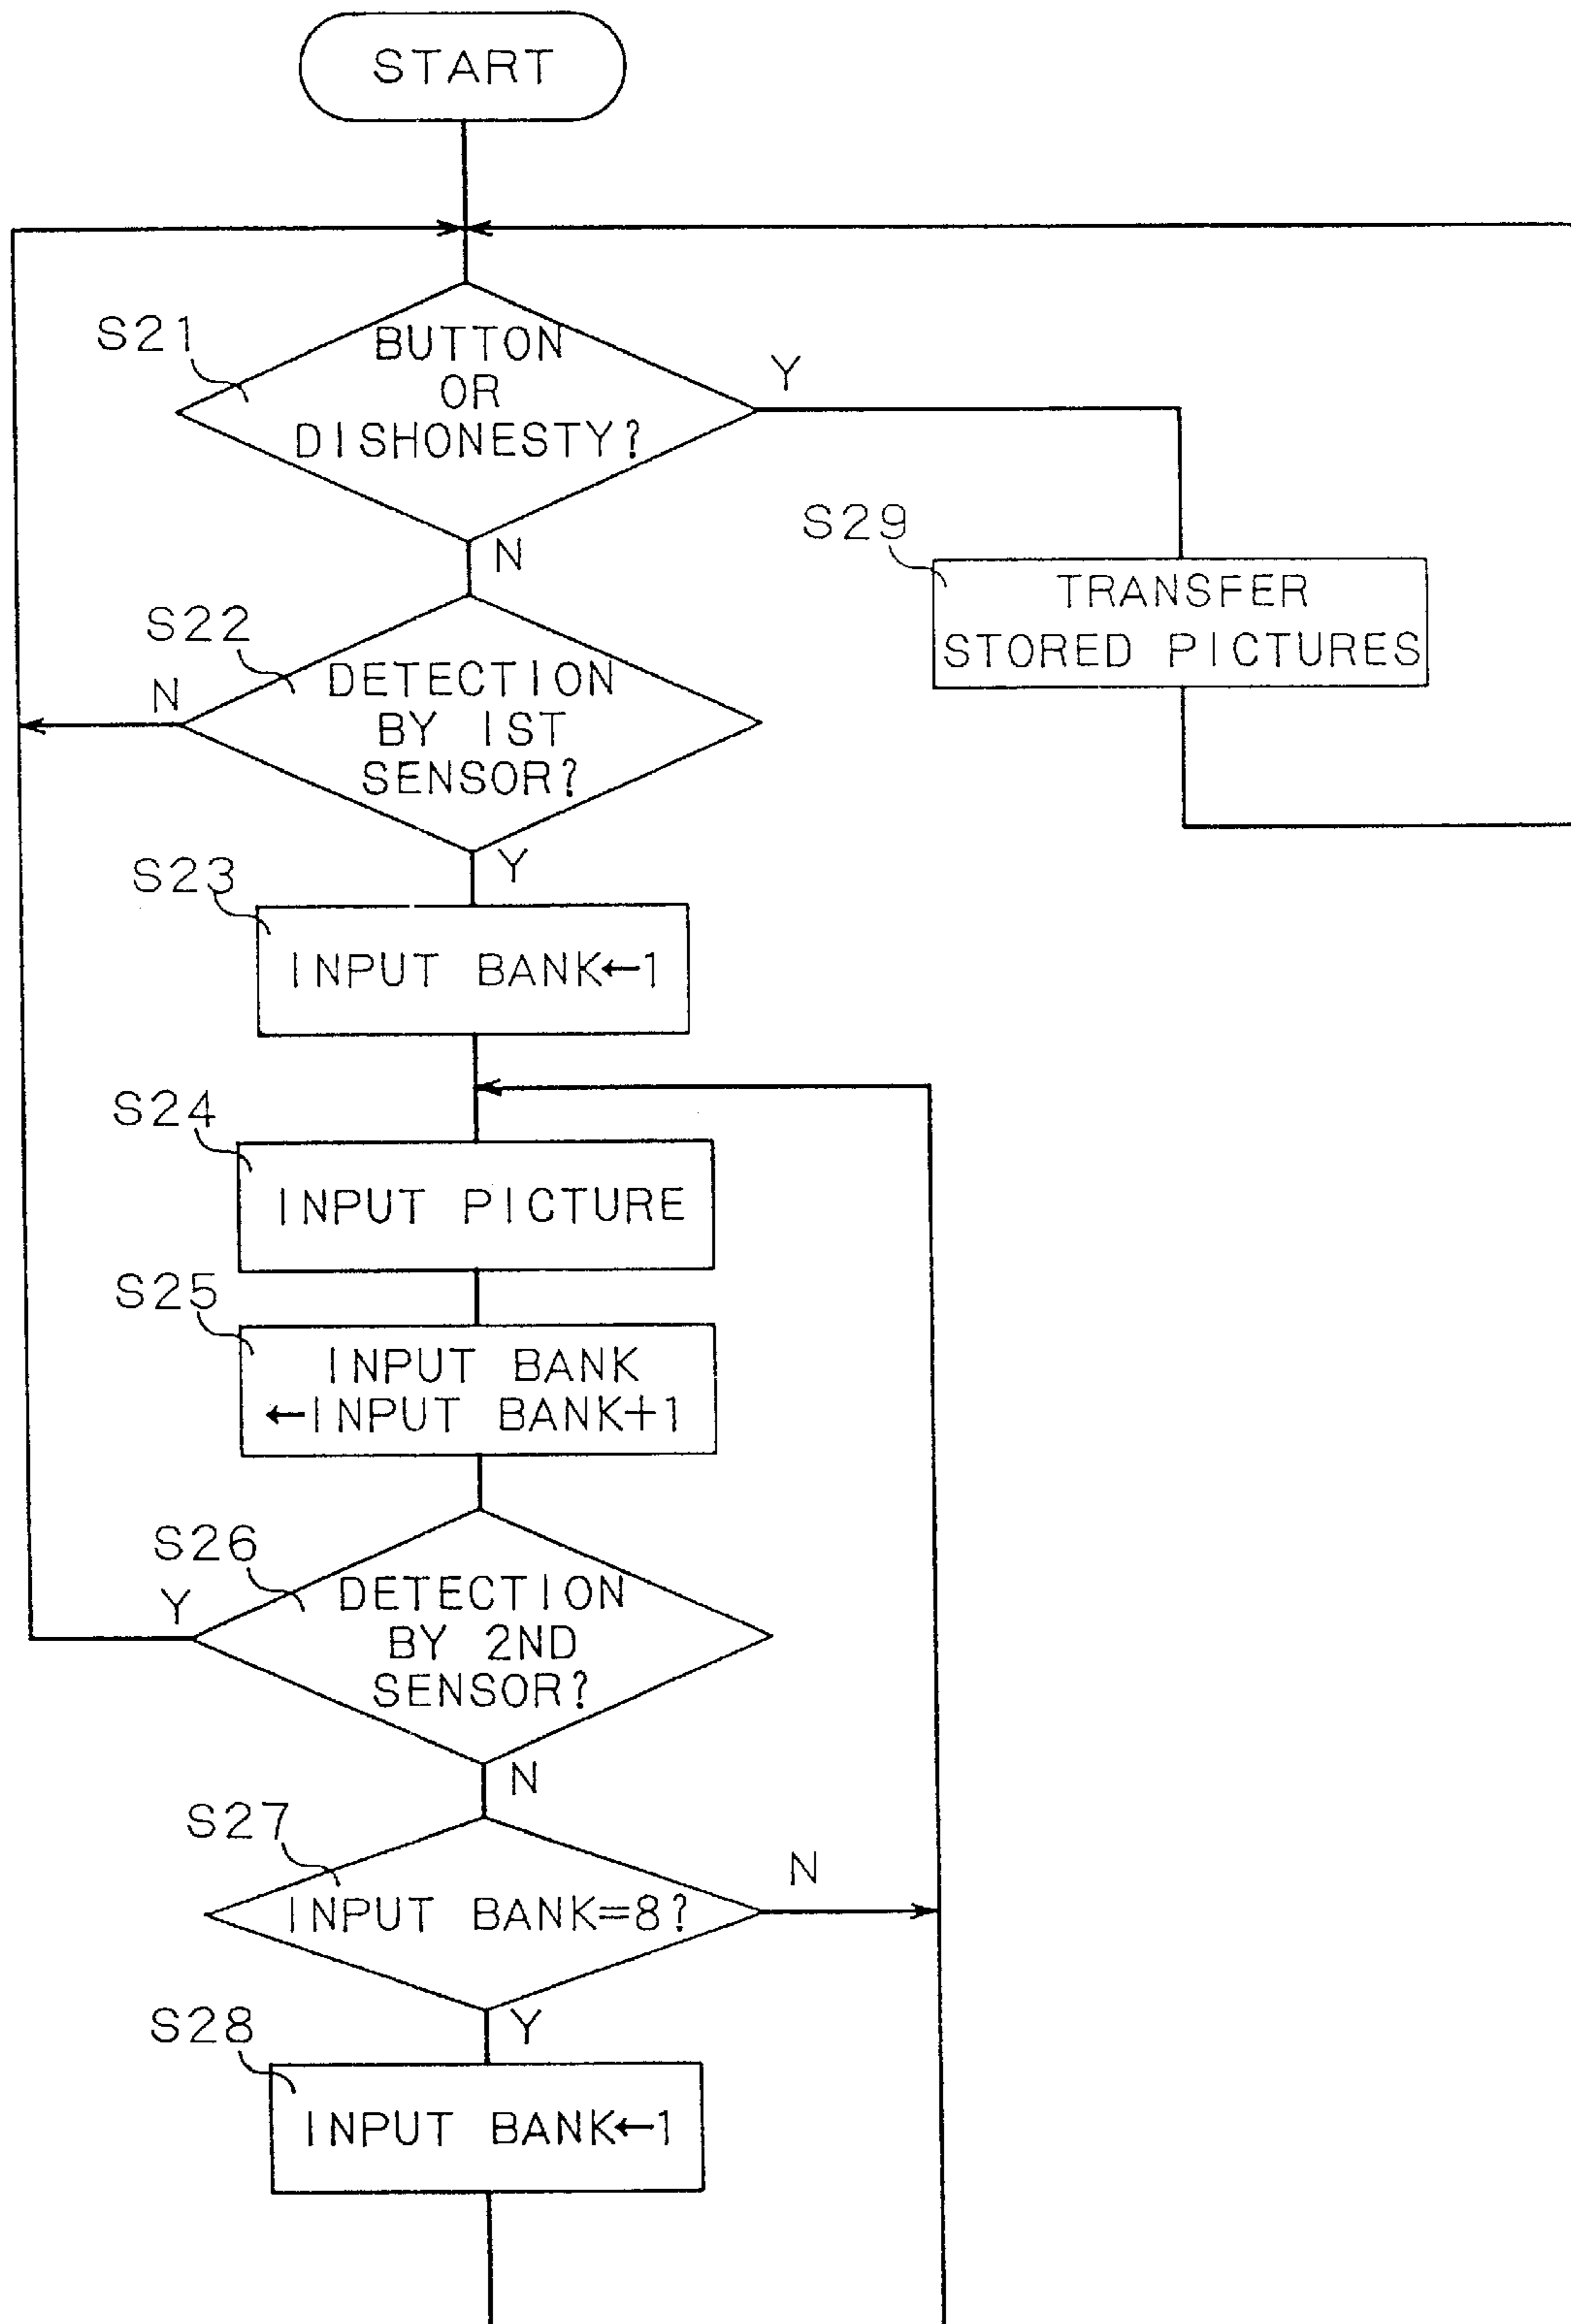 START
S21
BUTTON
OR
DISHONESTY?
Y
N
S29
TRANSFER
STORED PICTURES
S22
DETECTION
BY 1ST
SENSOR?
N
Y
S23
INPUT BANK←1
S24
INPUT PICTURE
S25
INPUT BANK
←INPUT BANK+1
S26
DETECTION
BY 2ND
SENSOR?
Y
N
S27
INPUT BANK=8?
N
Y
S28
INPUT BANK←1